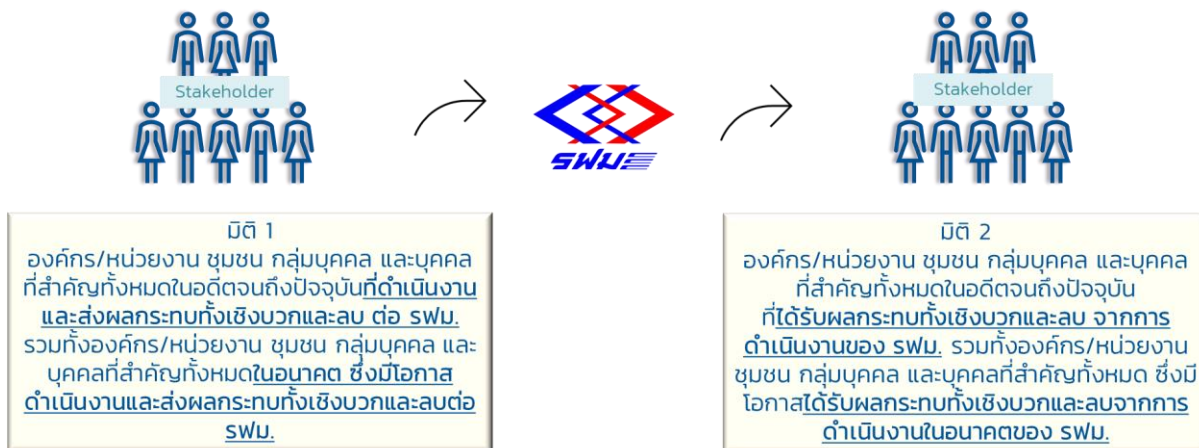 Stakeholder
รฟม
Stakeholder
มิติ 1
องค์กร/หน่วยงาน ชุมชน กลุ่มบุคคล และบุคคล
ที่สำคัญทั้งหมดในอดีตจนถึงปัจจุบันที่ดำเนินงาน
และส่งผลกระทบทั้งเชิงบวกและลบ ต่อ รฟม.
รวมทั้งองค์กร/หน่วยงาน ชุมชน กลุ่มบุคคล และ
บุคคลที่สำคัญทั้งหมดในอนาคต ซึ่งมีโอกาส
ดำเนินงานและส่งผลกระทบทั้งเชิงบวกและลบต่อ
รฟม.
มิติ 2
องค์กร/หน่วยงาน ชุมชน กลุ่มบุคคล และบุคคล
ที่สำคัญทั้งหมดในอดีตจนถึงปัจจุบัน
ที่ได้รับผลกระทบทั้งเชิงบวกและลบ จากการ
ดำเนินงานของ รฟม. รวมทั้งองค์กร/หน่วยงาน
ชุมชน กลุ่มบุคคล และบุคคลที่สำคัญทั้งหมด ซึ่งมี
โอกาสได้รับผลกระทบทั้งเชิงบวกและลบจากการ
ดำเนินงานในอนาคตของ รฟม.